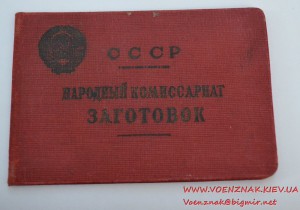 СССР
НАРОДНЫЙ КОМИССАРИАТ
ЗАГОТОВОК
WWW.VOENZNAK.KIEV.UA
Voenznak@bigmir.net